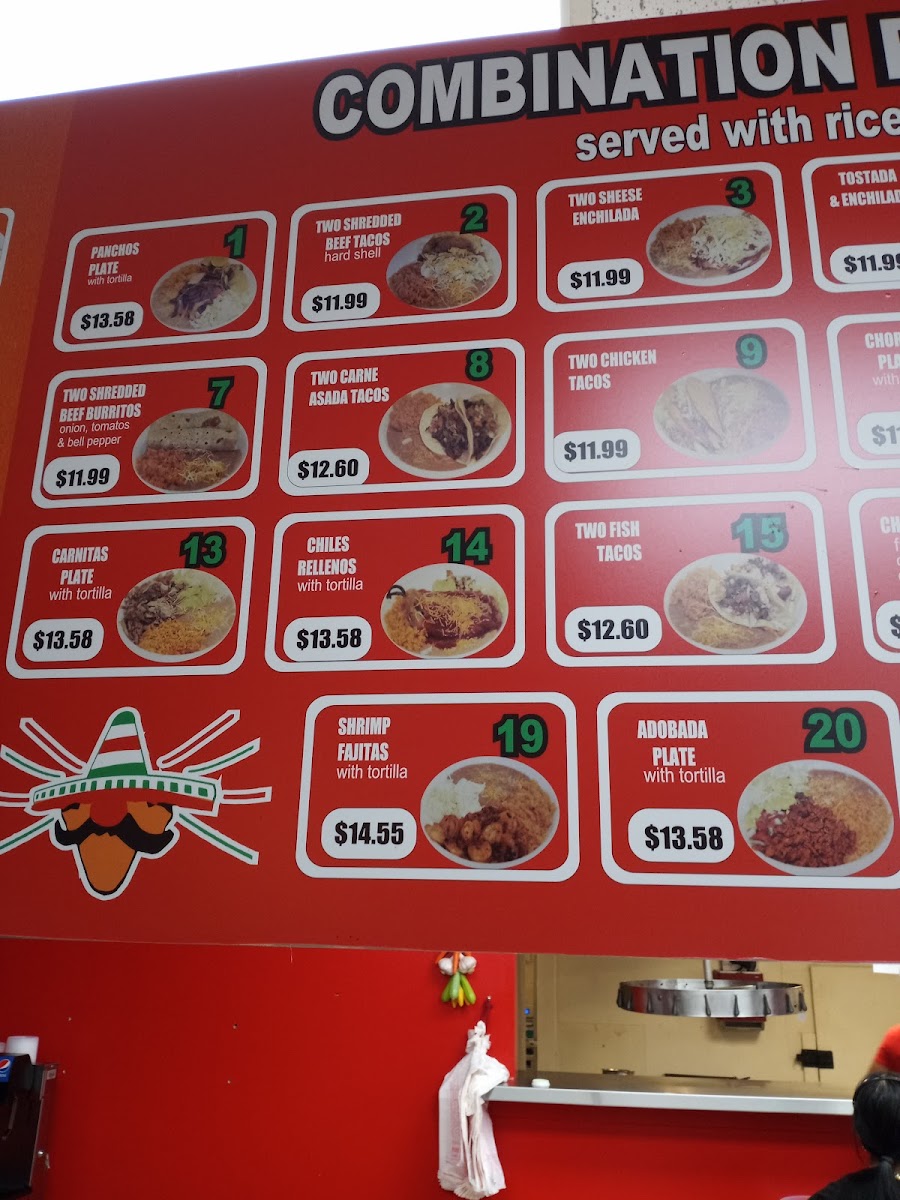 COMBINATION
served with rice
1
PANCHOS
PLATE
with tortilla
$13.58
2
TWO SHREDDED
BEEF TACOS
hard shell
$11.99
3
TWO SHEESE
ENCHILADA
$11.99
TOSTADA
&
$11.99
7
TWO SHREDDED
BEEF BURRITOS
onion, tomatos
& bell pepper
$11.99
8
TWO CARNE
ASADA TACOS
$12.60
9
TWO CHICKEN
TACOS
$11.99
with
13
CARNITAS
PLATE
with tortilla
$13.58
14
CHILES
RELLENOS
with tortilla
$13.58
15
TWO FISH
TACOS
$12.60
19
SHRIMP
FAJITAS
with tortilla
$14.55
20
ADOBADA
PLATE
with tortilla
$13.58